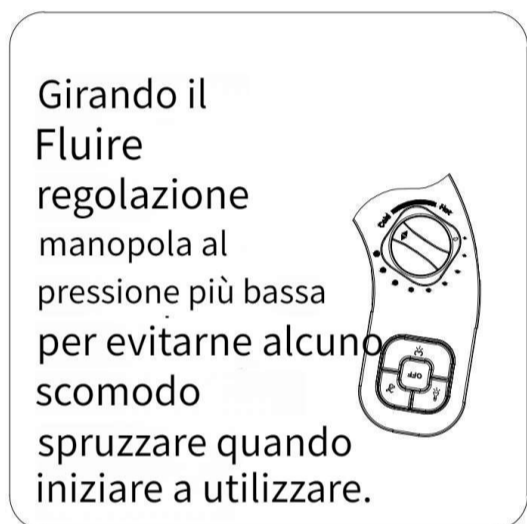 Girando il
Fluire
regolazione
manopola al
pressione più bassa
per evitarne alcuno
scomodo
spruzzare quando
iniziare a utilizzare.
Cold
Hot
OFF